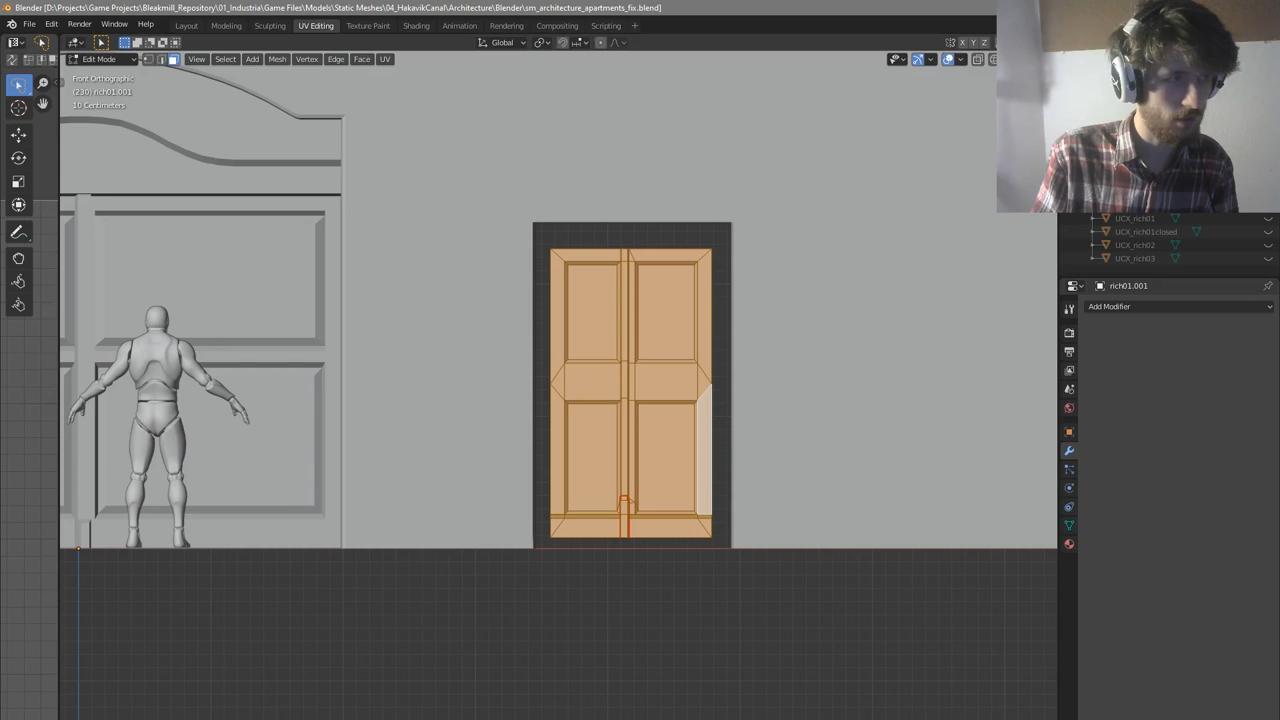 Blender [D:\Projects\Game Projects\Bleakmill_Repository\01_Industria\Game Files\Models\Static Meshes\04_HakavikCanal\Architecture\Blender\sm_architecture_apartments_fix.blend]
File Edit Render Window Help Layout Modeling Sculpting UV Editing Texture Paint Shading Animation Rendering Compositing Scripting +
Global X Y Z
Edit Mode View Select Add Mesh Vertex Edge Face UV
Front Orthographic
(230) rich01.001
10 Centimeters
UCX_rich01
UCX_rich01closed
UCX_rich02
UCX_rich03
rich01.001
Add Modifier